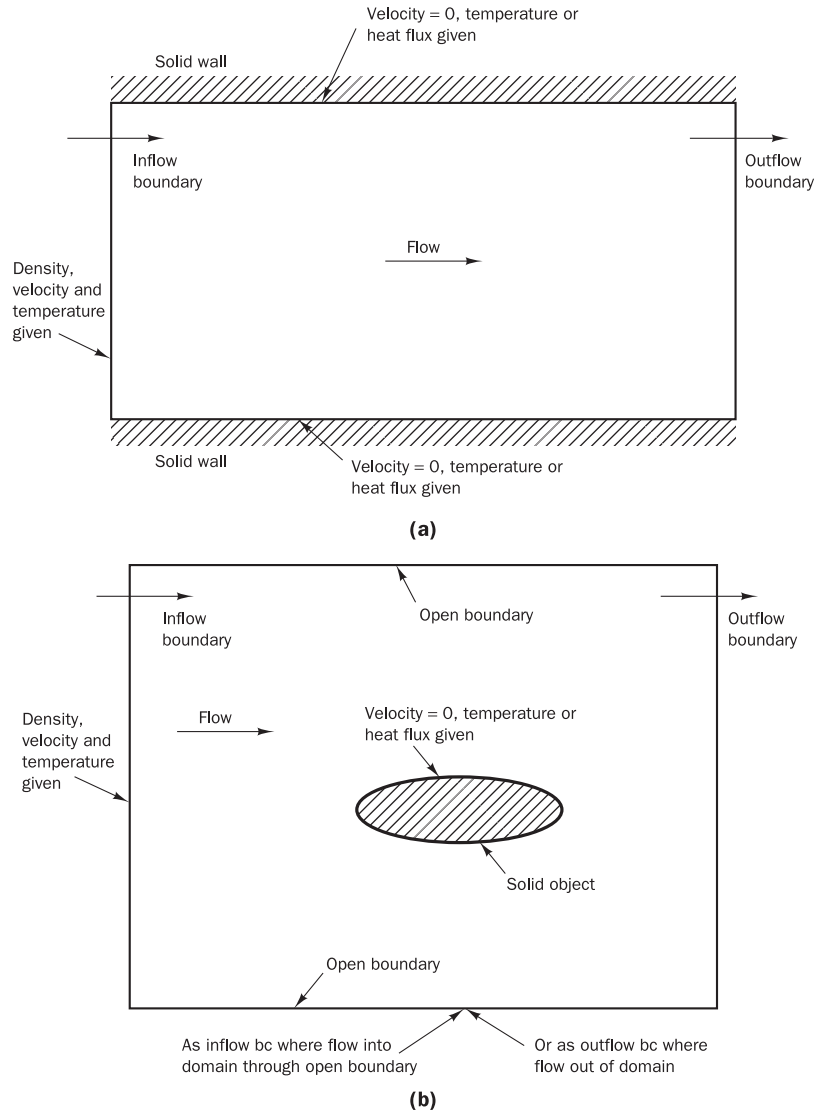 Velocity = 0, temperature or
heat flux given
Solid wall
Inflow
boundary
Outflow
boundary
Flow
Density,
velocity and
temperature
given
Solid wall
Velocity = 0, temperature or
heat flux given
(a)
Open boundary
Inflow
boundary
Outflow
boundary
Flow
Velocity = 0, temperature or
heat flux given
Density,
velocity and
temperature
given
Solid object
Open boundary
As inflow bc where flow into
domain through open boundary
Or as outflow bc where
flow out of domain
(b)